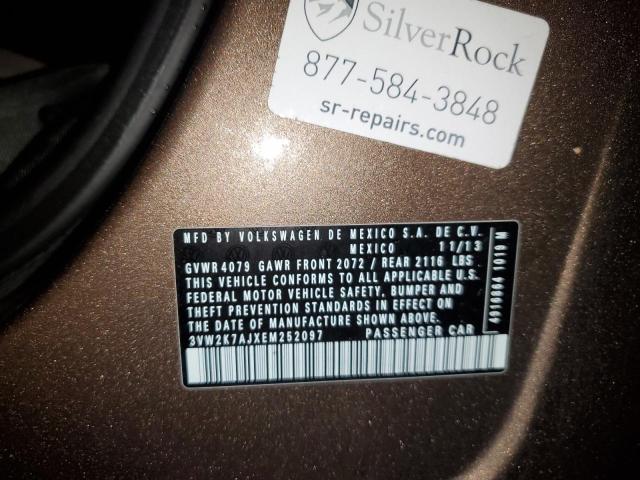 SilverRock
877-584-3848
sr-repairs.com
MFD BY VOLKSWAGEN DE MEXICO S.A. DE C.V.
MEXICO 11/13
GVWR 4079 GAWR FRONT 2072 / REAR 2116 LBS
THIS VEHICLE CONFORMS TO ALL APPLICABLE U.S.
FEDERAL MOTOR VEHICLE SAFETY, BUMPER AND
THEFT PREVENTION STANDARDS IN EFFECT ON
THE DATE OF MANUFACTURE SHOWN ABOVE.
3VW2K7AJXEM252097 PASSENGER CAR
1010 M